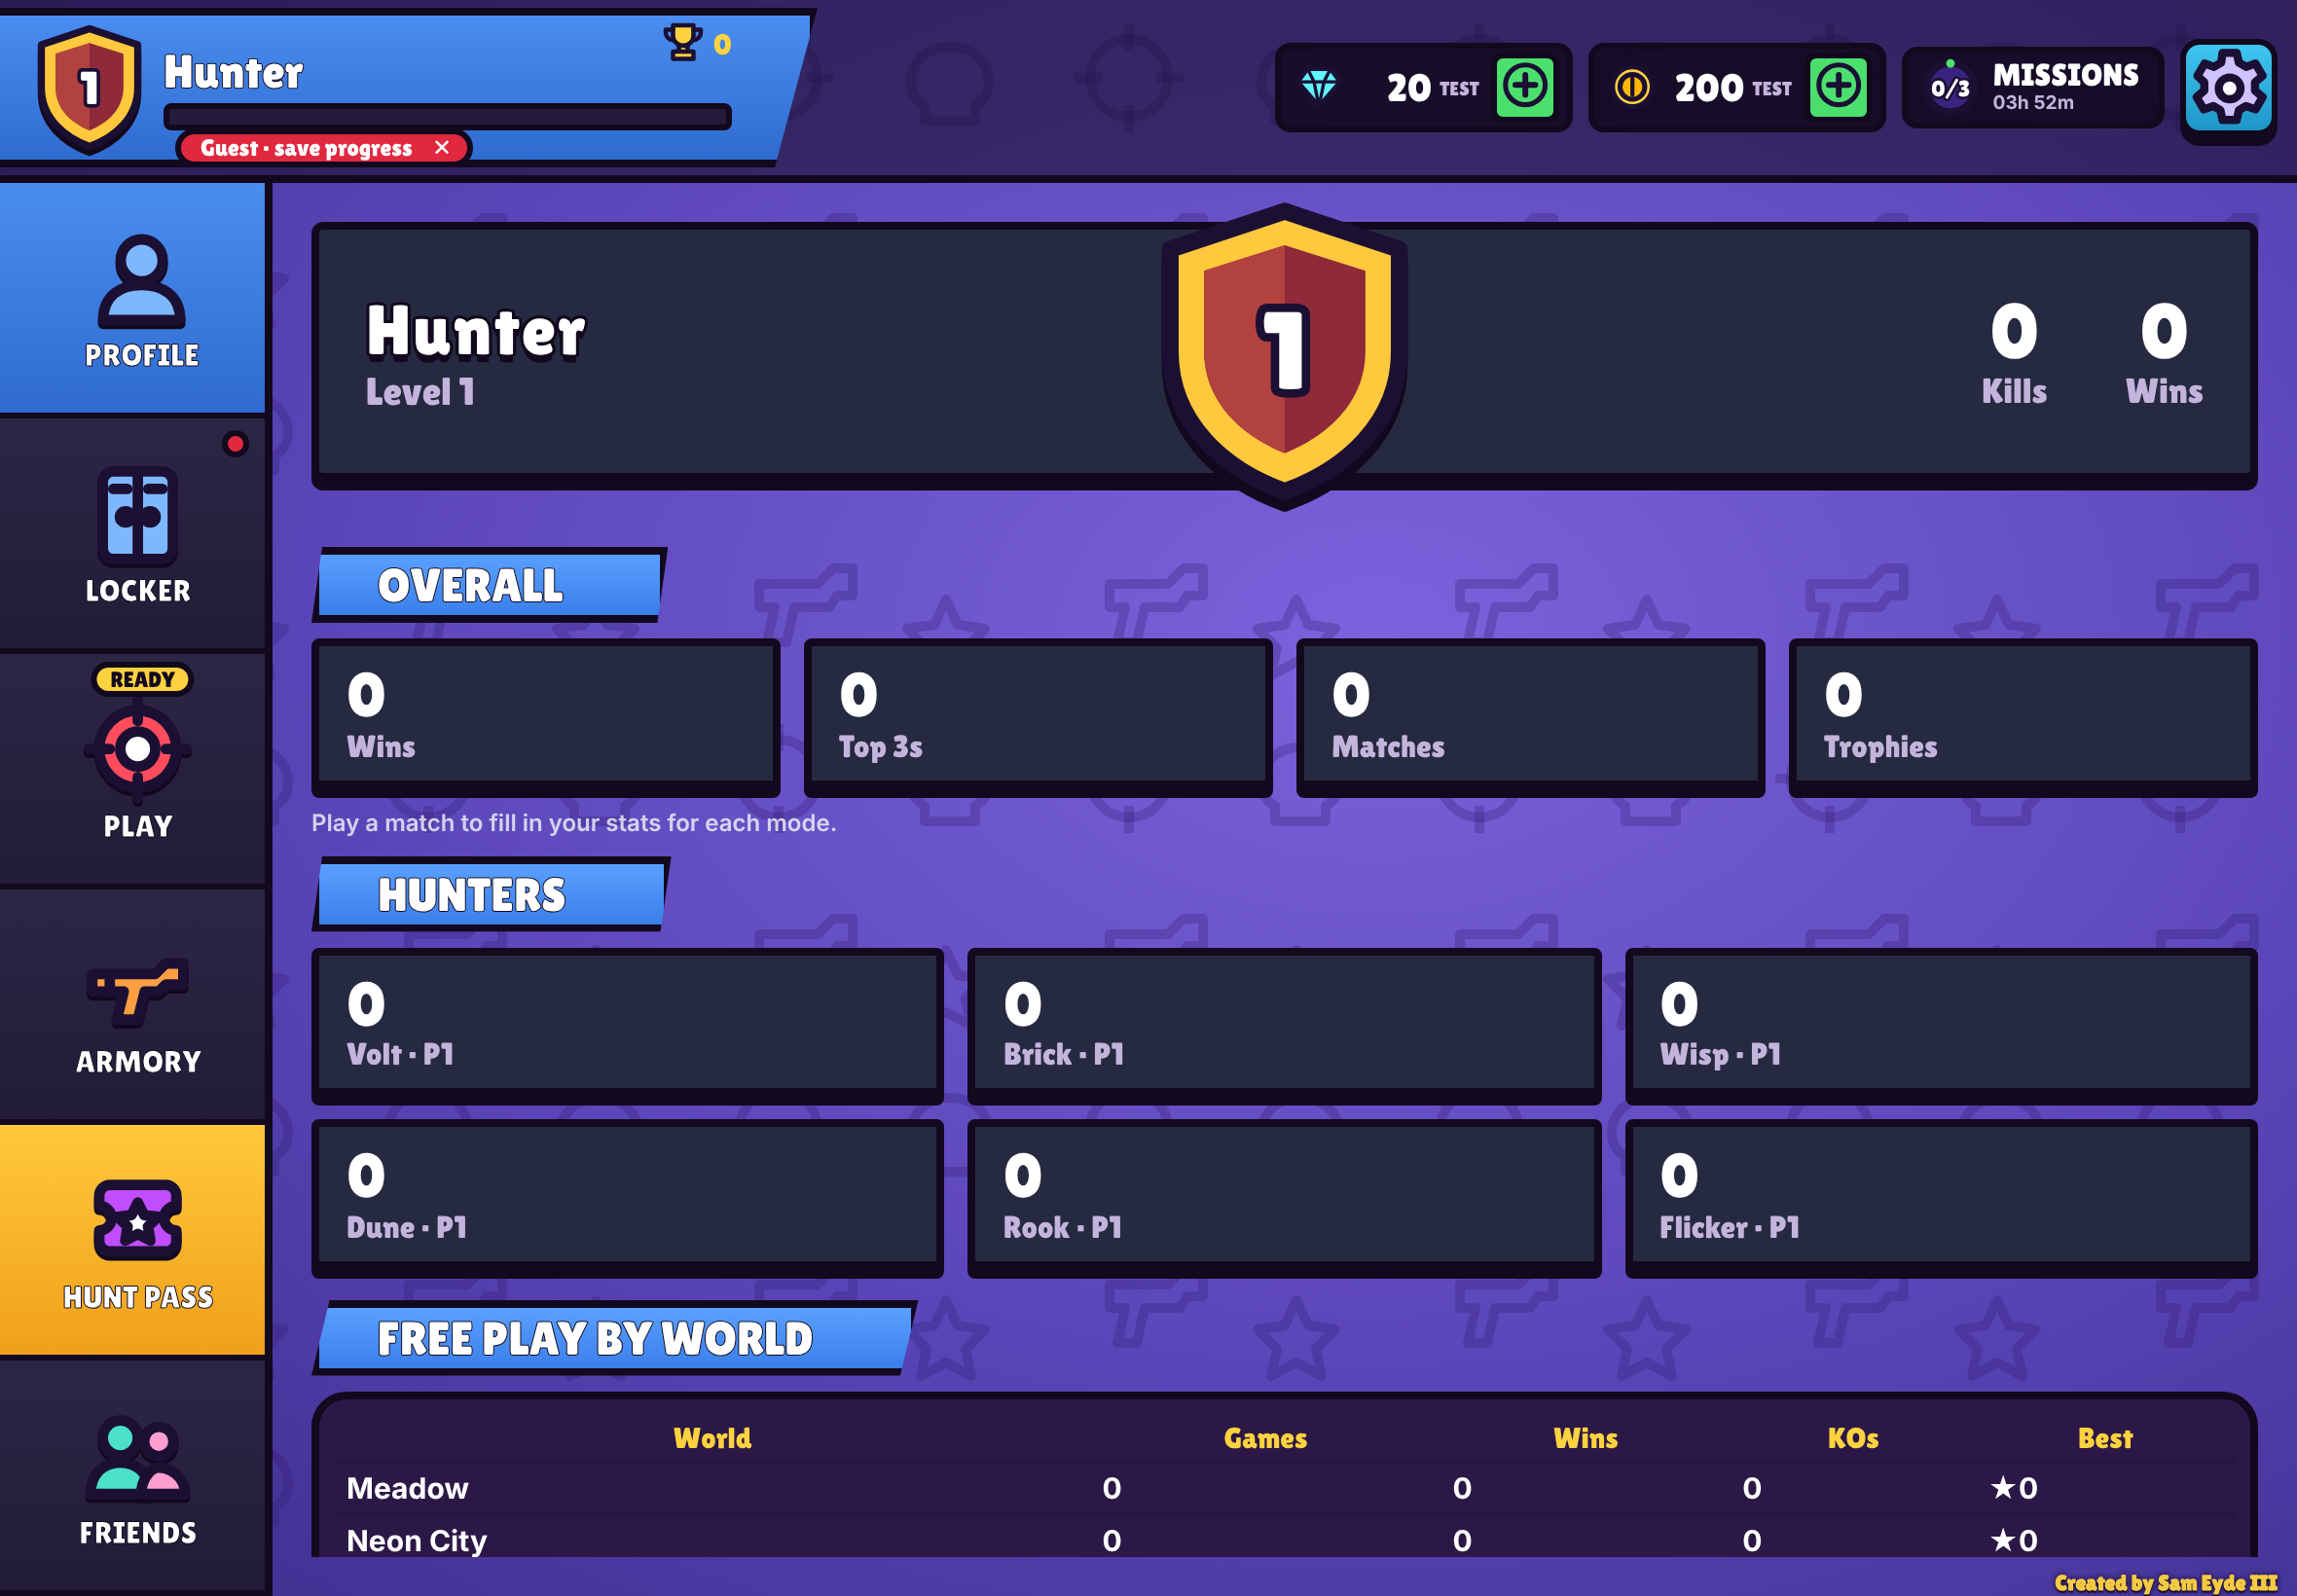 1
Hunter
0
Guest · save progress ✕
20 TEST
200 TEST
0/3
MISSIONS
03h 52m
PROFILE
LOCKER
READY
PLAY
ARMORY
HUNT PASS
FRIENDS
Hunter
Level 1
1
0 Kills
0 Wins
OVERALL
0
Wins
0
Top 3s
0
Matches
0
Trophies
Play a match to fill in your stats for each mode.
HUNTERS
0
Volt · P1
0
Brick · P1
0
Wisp · P1
0
Dune · P1
0
Rook · P1
0
Flicker · P1
FREE PLAY BY WORLD
World Games Wins KOs Best
Meadow 0 0 0 ★0
Neon City 0 0 0 ★0
Created by Sam Eyde III